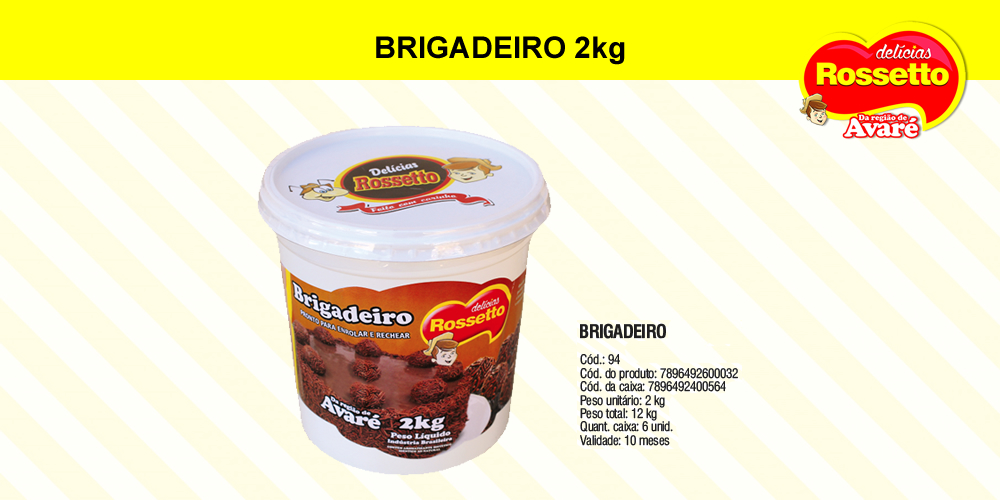 BRIGADEIRO 2kg
delícias
Rossetto
Da região de
Avaré
Delícias
Rossetto
Feito com carinho
Brigadeiro
PRONTO PARA ENROLAR E RECHEAR
delícias
Rossetto
Da região de
Avaré
2kg
Peso Líquido
Indústria Brasileira
BRIGADEIRO
Cód.: 94
Cód. do produto: 7896492600032
Cód. da caixa: 7896492400564
Peso unitário: 2 kg
Peso total: 12 kg
Quant. caixa: 6 unid.
Validade: 10 meses